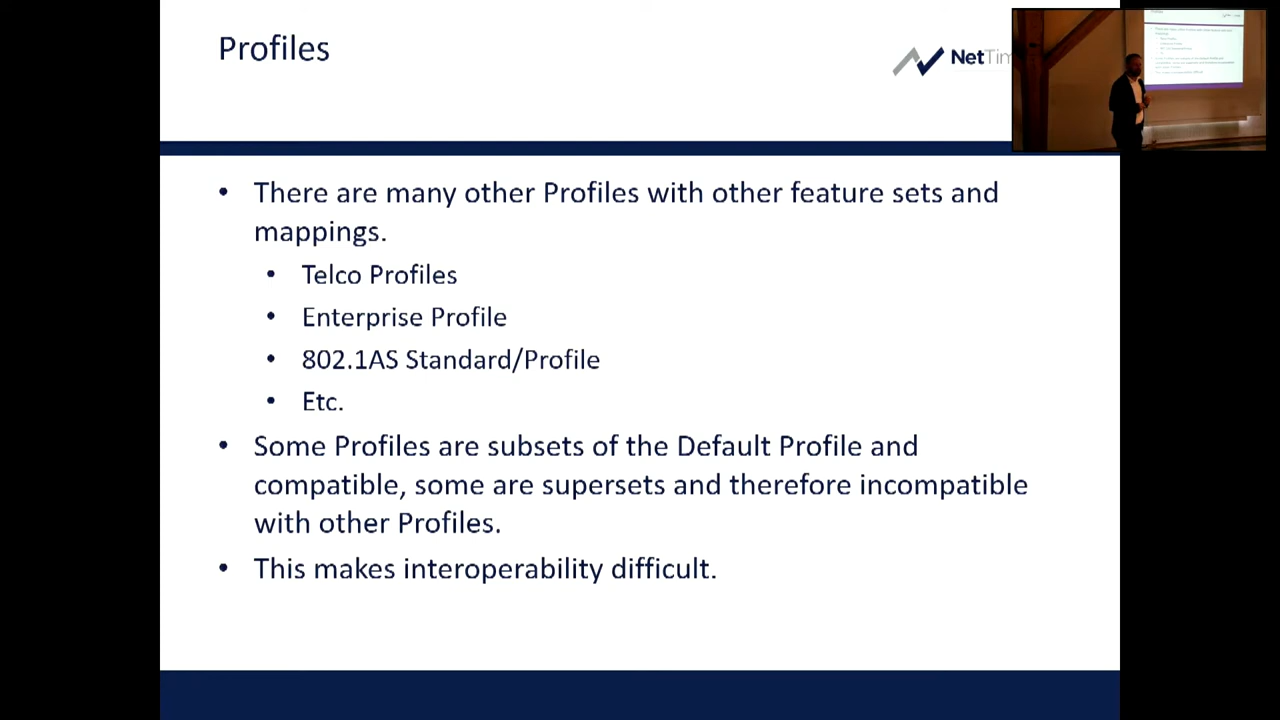 Profiles
NetTim
• There are many other Profiles with other feature sets and
mappings.
• Telco Profiles
• Enterprise Profile
• 802.1AS Standard/Profile
• Etc.
• Some Profiles are subsets of the Default Profile and
compatible, some are supersets and therefore incompatible
with other Profiles.
• This makes interoperability difficult.